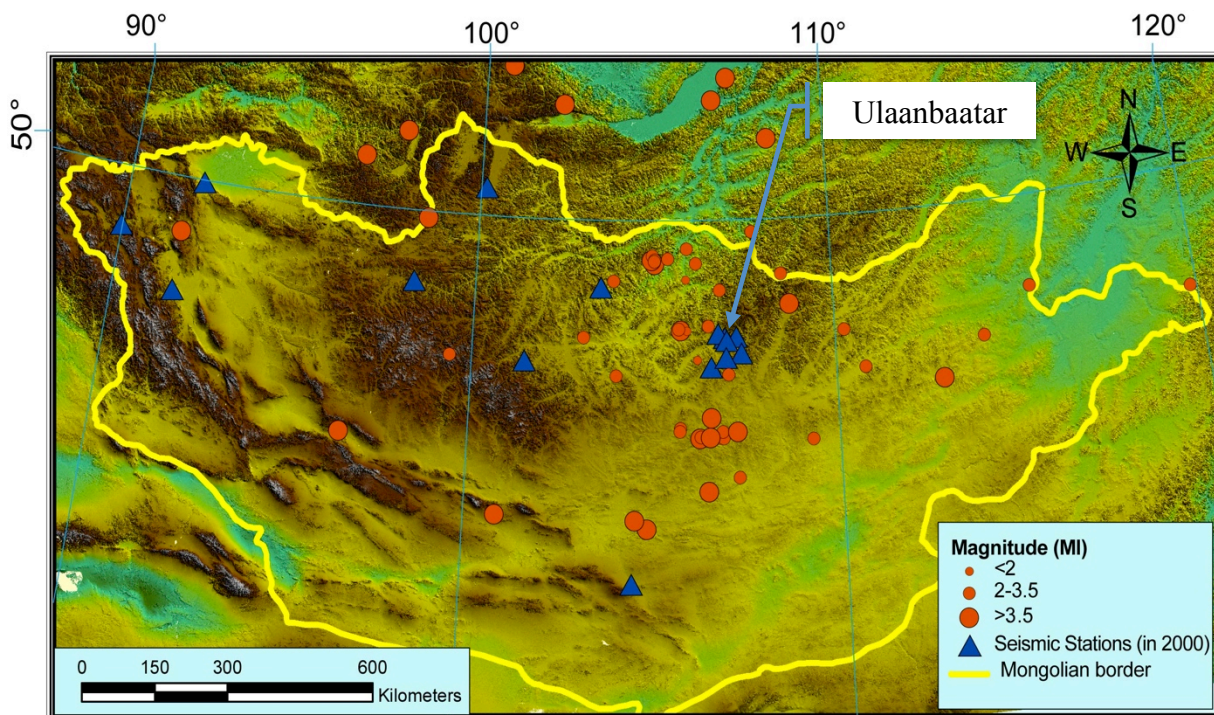 90°
100°
110°
120°
50°
Ulaanbaatar
N
W E
S
Magnitude (Ml)
<2
2-3.5
>3.5
Seismic Stations (in 2000)
Mongolian border
0 150 300 600
Kilometers